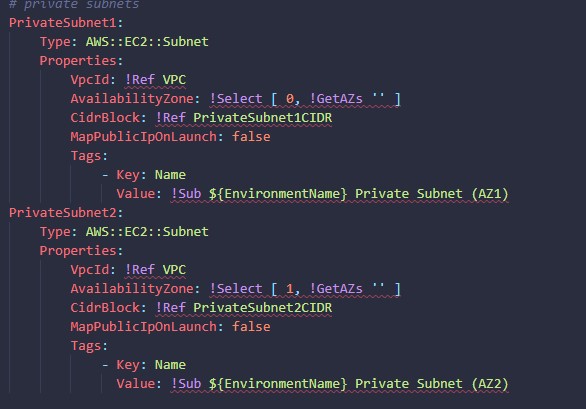 # private subnets
PrivateSubnet1:
    Type: AWS::EC2::Subnet
    Properties:
        VpcId: !Ref VPC
        AvailabilityZone: !Select [ 0, !GetAZs '' ]
        CidrBlock: !Ref PrivateSubnet1CIDR
        MapPublicIpOnLaunch: false
        Tags:
            - Key: Name
              Value: !Sub ${EnvironmentName} Private Subnet (AZ1)
PrivateSubnet2:
    Type: AWS::EC2::Subnet
    Properties:
        VpcId: !Ref VPC
        AvailabilityZone: !Select [ 1, !GetAZs '' ]
        CidrBlock: !Ref PrivateSubnet2CIDR
        MapPublicIpOnLaunch: false
        Tags:
            - Key: Name
              Value: !Sub ${EnvironmentName} Private Subnet (AZ2)